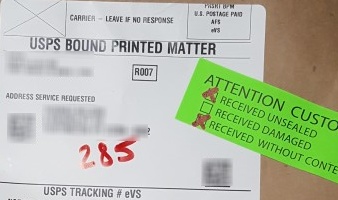 CARRIER - LEAVE IF NO RESPONSE
PRSRT BPM
U.S. POSTAGE PAID
AFS
eVS
USPS BOUND PRINTED MATTER
R007
ADDRESS SERVICE REQUESTED
2
285
USPS TRACKING # eVS
ATTENTION CUSTO
RECEIVED UNSEALED
RECEIVED DAMAGED
RECEIVED WITHOUT CONTE